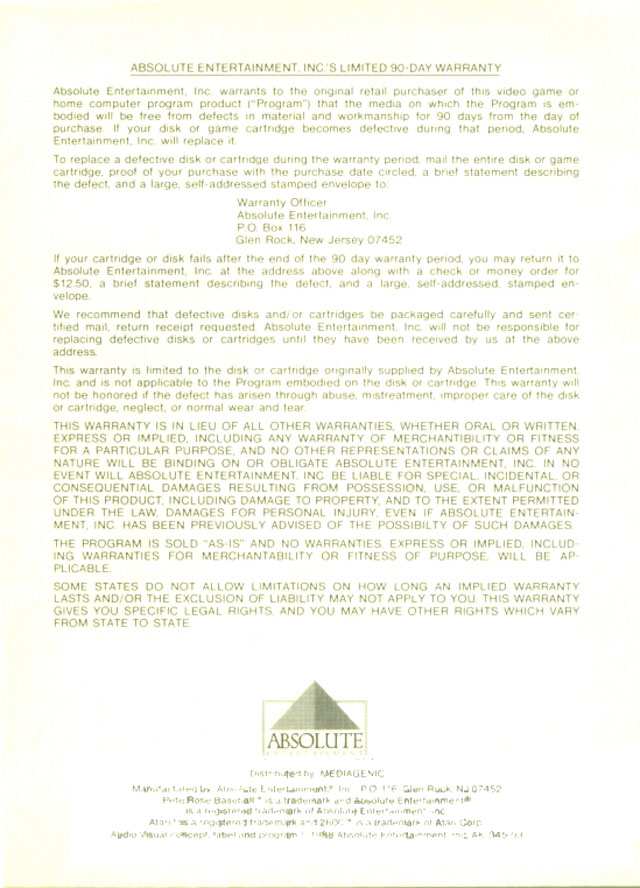 ABSOLUTE ENTERTAINMENT, INC.'S LIMITED 90-DAY WARRANTY
Absolute Entertainment, Inc. warrants to the original retail purchaser of this video game or
home computer program product ("Program") that the media on which the Program is em-
bodied will be free from defects in material and workmanship for 90 days from the day of
purchase. If your disk or game cartridge becomes defective during that period, Absolute
Entertainment, Inc. will replace it.
To replace a defective disk or cartridge during the warranty period, mail the entire disk or game
cartridge, proof of your purchase with the purchase date circled, a brief statement describing
the defect, and a large, self-addressed stamped envelope to:
Warranty Officer
Absolute Entertainment, Inc.
P.O. Box 116
Glen Rock, New Jersey 07452
If your cartridge or disk fails after the end of the 90 day warranty period, you may return it to
Absolute Entertainment, Inc. at the address above along with a check or money order for
$12.50, a brief statement describing the defect, and a large, self-addressed, stamped en-
velope.
We recommend that defective disks and/or cartridges be packaged carefully and sent cer-
tified mail, return receipt requested. Absolute Entertainment, Inc. will not be responsible for
replacing defective disks or cartridges until they have been received by us at the above
address.
This warranty is limited to the disk or cartridge originally supplied by Absolute Entertainment,
Inc. and is not applicable to the Program embodied on the disk or cartridge. This warranty will
not be honored if the defect has arisen through abuse, mistreatment, improper care of the disk
or cartridge, neglect, or normal wear and tear.
THIS WARRANTY IS IN LIEU OF ALL OTHER WARRANTIES, WHETHER ORAL OR WRITTEN,
EXPRESS OR IMPLIED, INCLUDING ANY WARRANTY OF MERCHANTIBILITY OR FITNESS
FOR A PARTICULAR PURPOSE, AND NO OTHER REPRESENTATIONS OR CLAIMS OF ANY
NATURE WILL BE BINDING ON OR OBLIGATE ABSOLUTE ENTERTAINMENT, INC. IN NO
EVENT WILL ABSOLUTE ENTERTAINMENT, INC. BE LIABLE FOR SPECIAL, INCIDENTAL, OR
CONSEQUENTIAL DAMAGES RESULTING FROM POSSESSION, USE, OR MALFUNCTION
OF THIS PRODUCT, INCLUDING DAMAGE TO PROPERTY, AND TO THE EXTENT PERMITTED
UNDER THE LAW, DAMAGES FOR PERSONAL INJURY, EVEN IF ABSOLUTE ENTERTAIN-
MENT, INC. HAS BEEN PREVIOUSLY ADVISED OF THE POSSIBILTY OF SUCH DAMAGES.
THE PROGRAM IS SOLD "AS-IS" AND NO WARRANTIES, EXPRESS OR IMPLIED, INCLUD-
ING WARRANTIES FOR MERCHANTABILITY OR FITNESS OF PURPOSE, WILL BE AP-
PLICABLE.
SOME STATES DO NOT ALLOW LIMITATIONS ON HOW LONG AN IMPLIED WARRANTY
LASTS AND/OR THE EXCLUSION OF LIABILITY MAY NOT APPLY TO YOU. THIS WARRANTY
GIVES YOU SPECIFIC LEGAL RIGHTS, AND YOU MAY HAVE OTHER RIGHTS WHICH VARY
FROM STATE TO STATE.
ABSOLUTE
ENTERTAINMENT
Distributed by MEDIAGENIC
Manufactured by Absolute Entertainment® Inc. P.O. 116 Glen Rock, NJ 07452
Pete Rose Baseball™ is a trademark and Absolute Entertainment®
is a registered trademark of Absolute Entertainment Inc.
Atari® is a registered trademark and 2600™ is a trademark of Atari Corp.
Audio Visual concept, label and program © 1988 Absolute Entertainment, Inc.